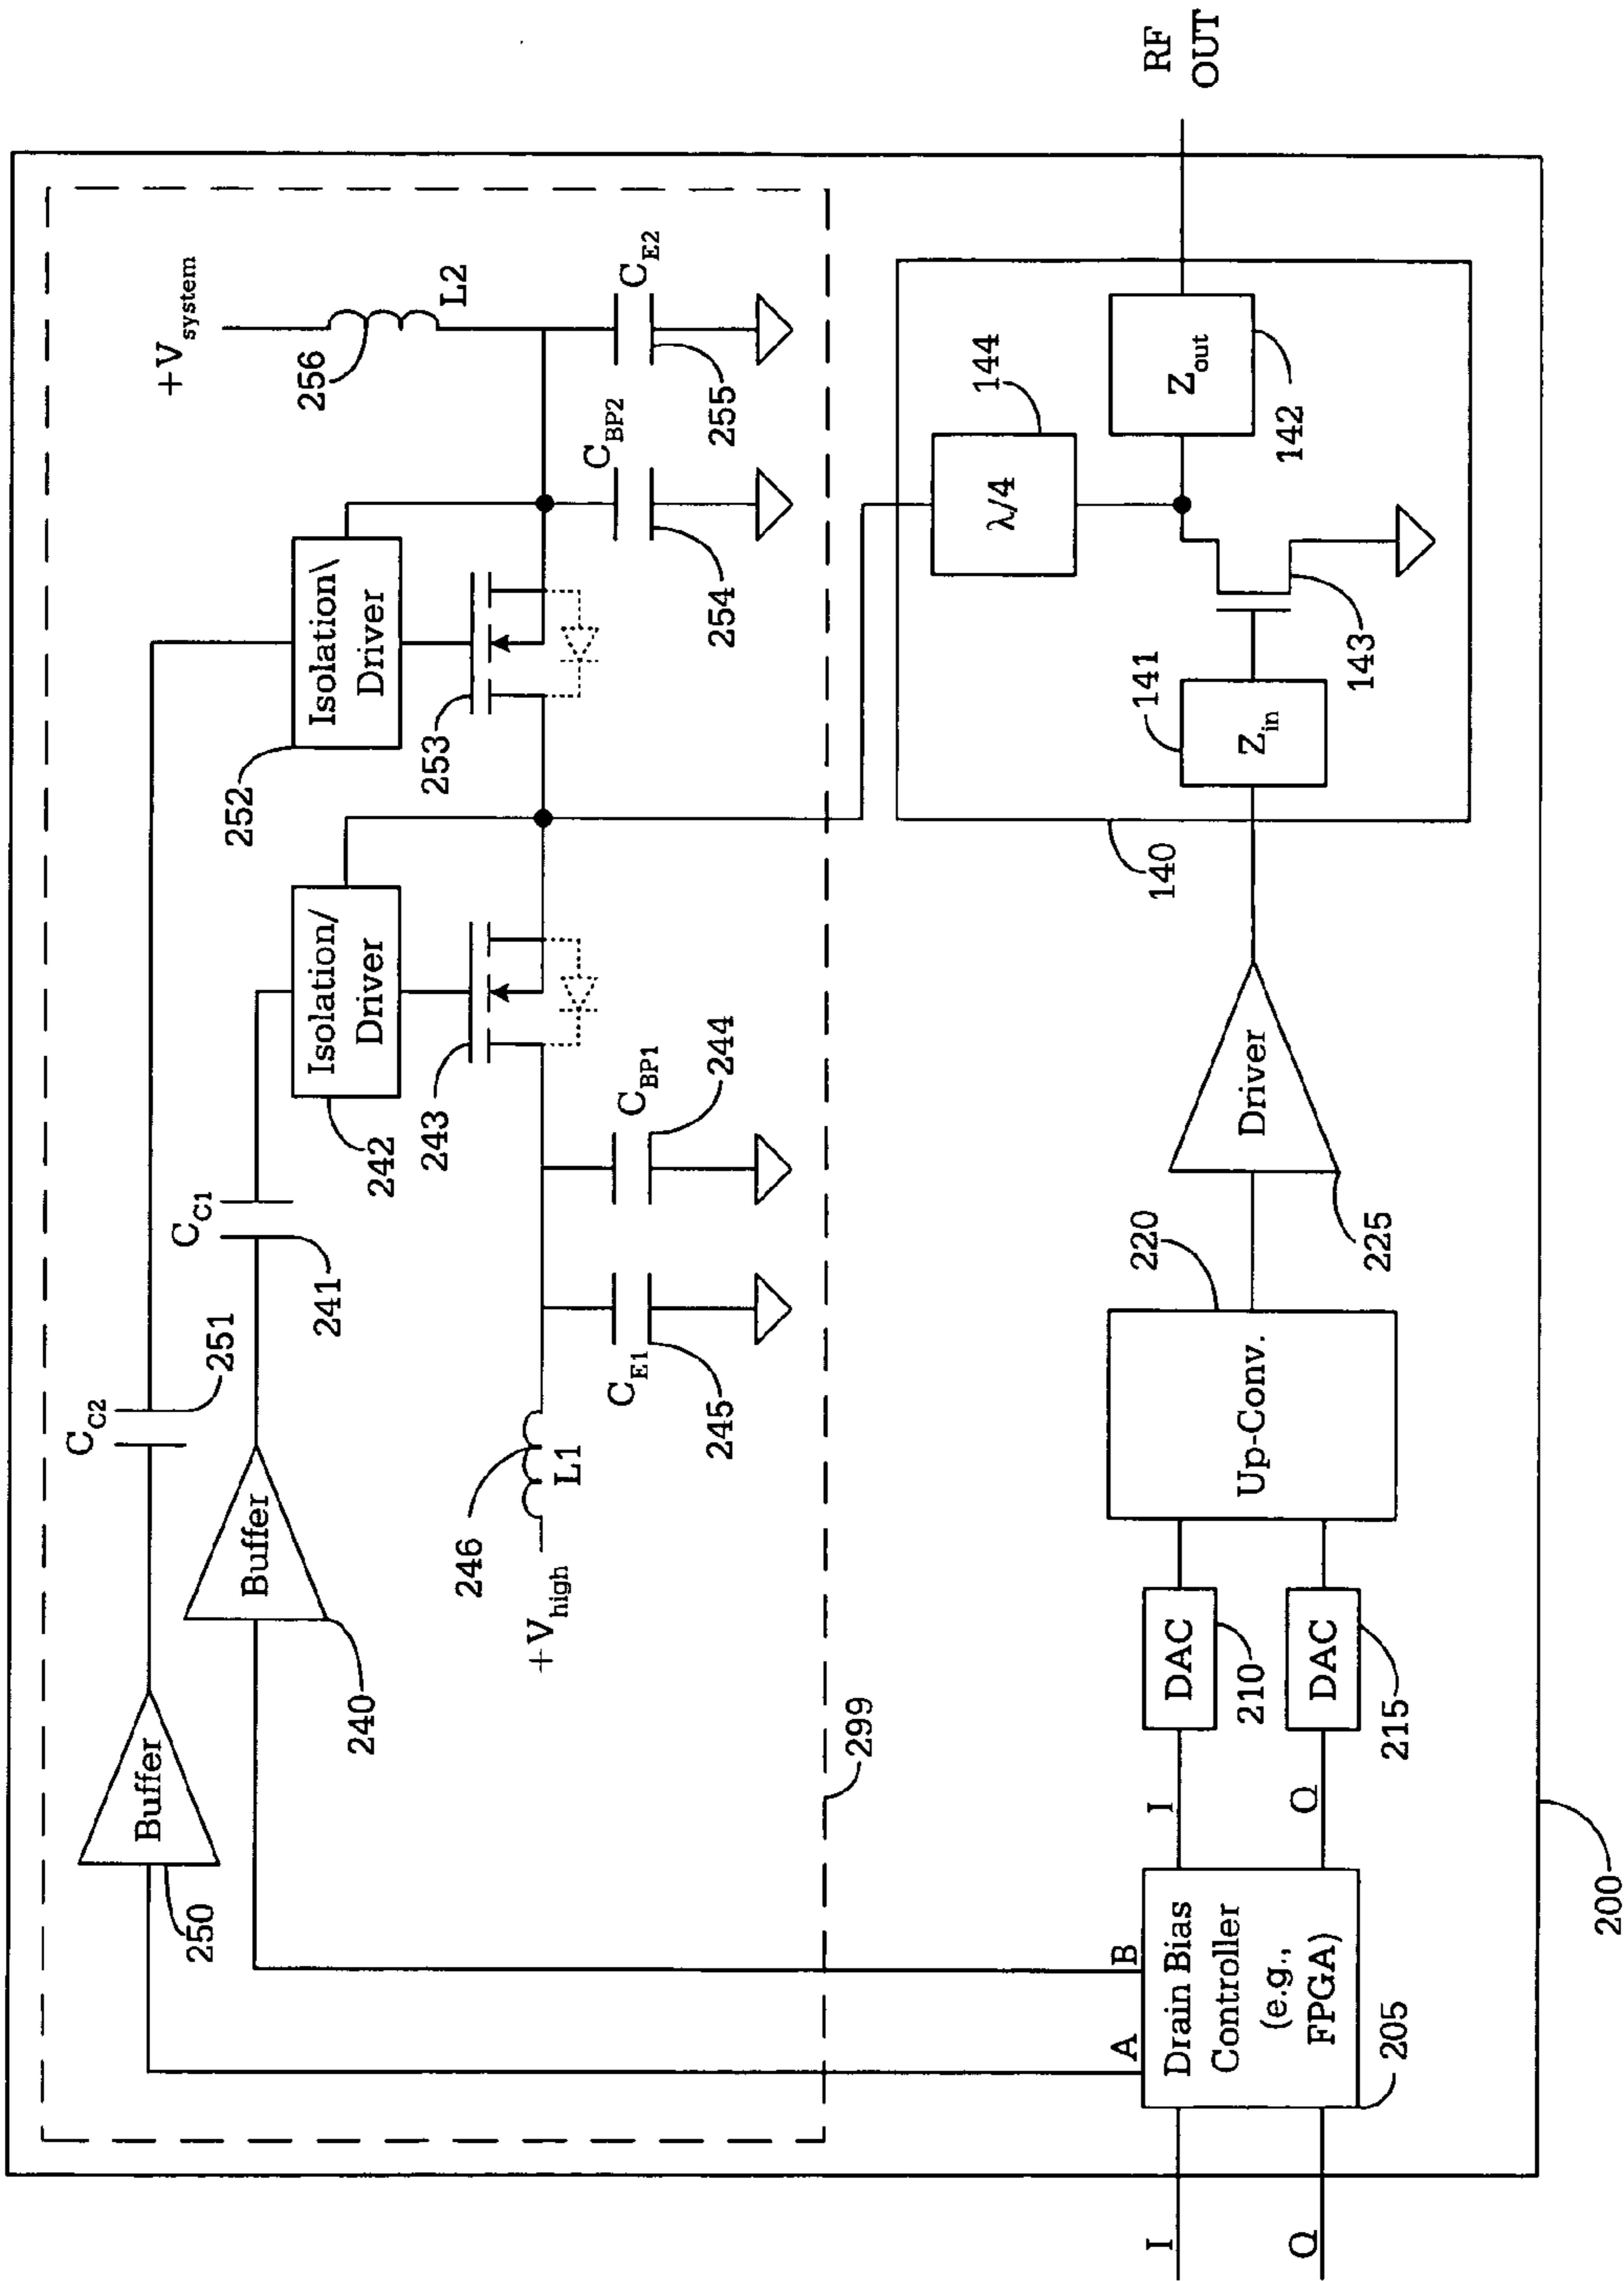 C_C2
251
Buffer
250
C_C1
241
Buffer
240
Isolation\
Driver
252
Isolation/
Driver
242
+V_system
256
L2
253
243
C_BP2
254
C_E2
255
C_BP1
244
C_E1
245
246
L1
+V_high
299
A
B
I
Q
Drain Bias
Controller
(e.g.,
FPGA)
205
I
Q
DAC
210
DAC
215
Up-Conv.
220
Driver
225
140
Z_in
141
143
λ/4
144
Z_out
142
RF
OUT
200